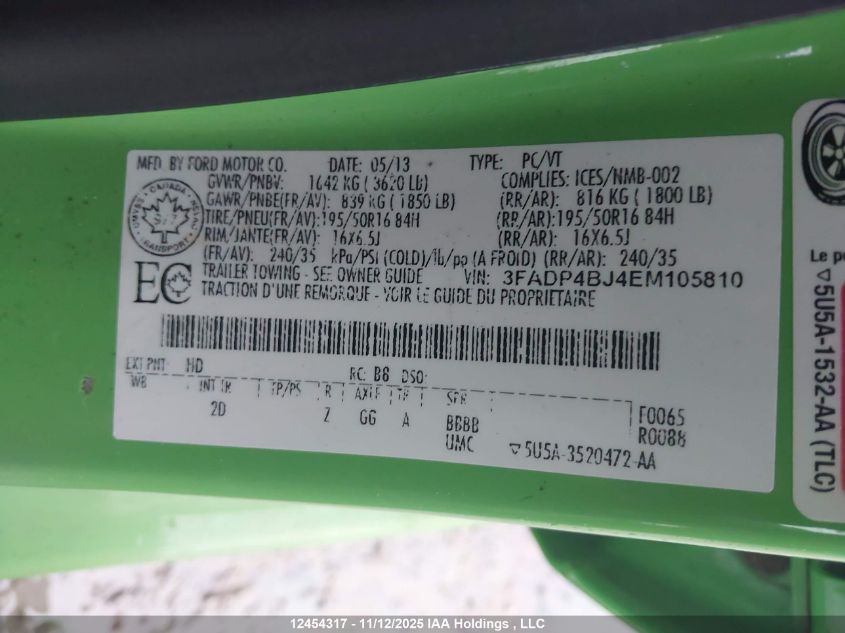 MFD. BY FORD MOTOR CO. DATE: 05/13 TYPE: PC/VT
GVWR/PNBV: 1642 KG ( 3620 LB) COMPLIES: ICES/NMB-002
GAWR/PNBE(FR/AV): 839 KG ( 1850 LB) (RR/AR): 816 KG ( 1800 LB)
TIRE/PNEU(FR/AV):195/50R16 84H (RR/AR):195/50R16 84H
RIM/JANTE(FR/AV): 16X6.5J (RR/AR): 16X6.5J
(FR/AV): 240/35 kPa/PSI (COLD)/lb/po (A FROID) (RR/AR): 240/35
TRAILER TOWING - SEE OWNER GUIDE VIN: 3FADP4BJ4EM105810
TRACTION D'UNE REMORQUE - VOIR LE GUIDE DU PROPRIETAIRE
CANADA
TRANSPORT
EC
EXT PNT: HD RC: B8 DSO:
WB INT TR TP/PS R AXLE TR SPR
2D Z GG A BBBB
UMC
F0065
R0088
▽5U5A-3520472-AA
Le p
▽5U5A-1532-AA (TLC)
12454317 - 11/12/2025 IAA Holdings , LLC